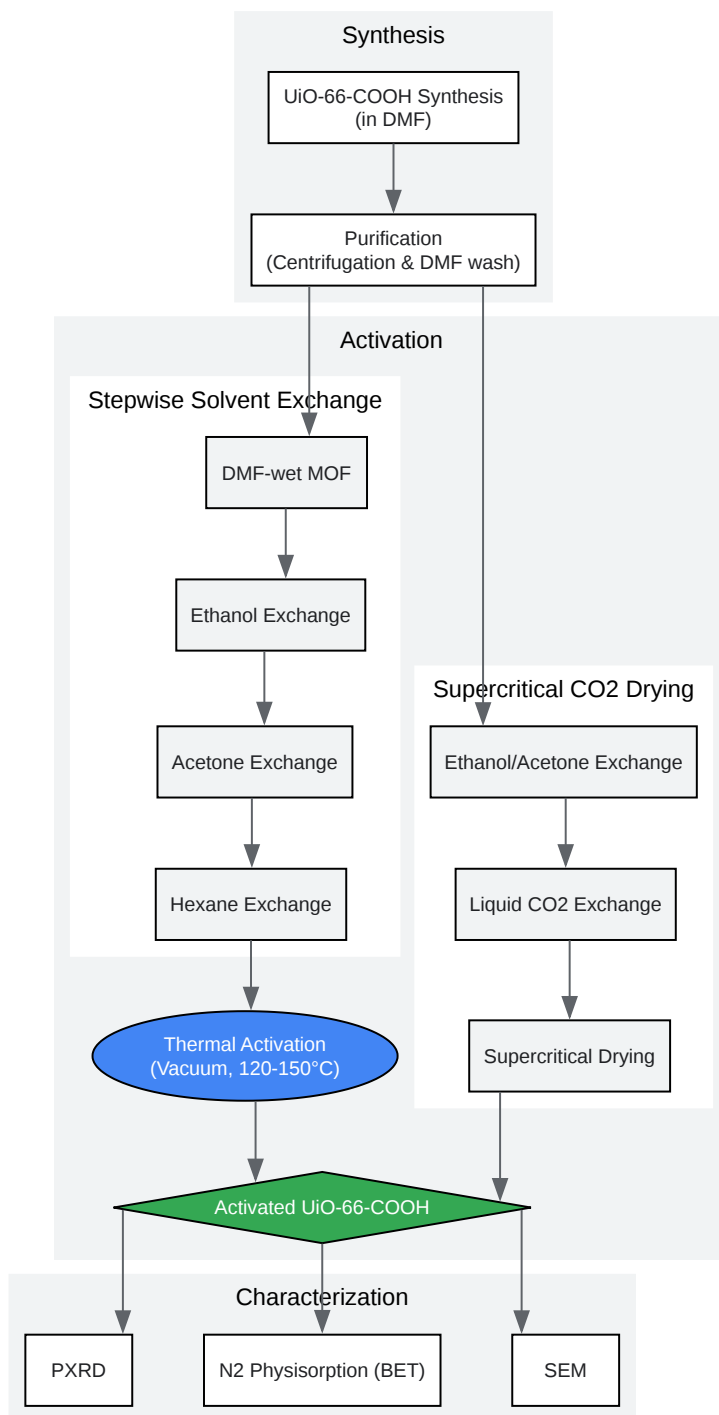 Synthesis
UiO-66-COOH Synthesis
(in DMF)
Purification
(Centrifugation & DMF wash)
Activation
Stepwise Solvent Exchange
DMF-wet MOF
Ethanol Exchange
Acetone Exchange
Hexane Exchange
Thermal Activation
(Vacuum, 120-150°C)
Supercritical CO2 Drying
Ethanol/Acetone Exchange
Liquid CO2 Exchange
Supercritical Drying
Activated UiO-66-COOH
Characterization
PXRD
N2 Physisorption (BET)
SEM